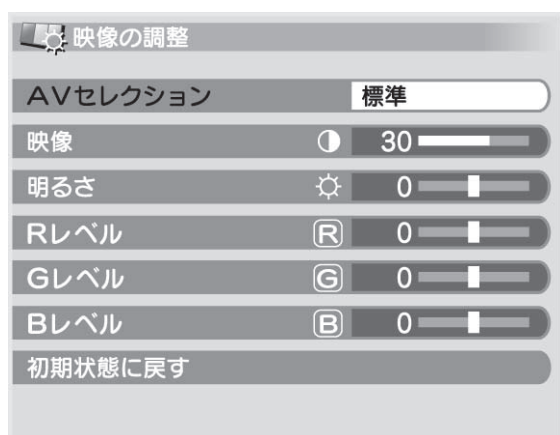 映像の調整
AVセレクション 標準
映像 30
明るさ 0
Rレベル R 0
Gレベル G 0
Bレベル B 0
初期状態に戻す